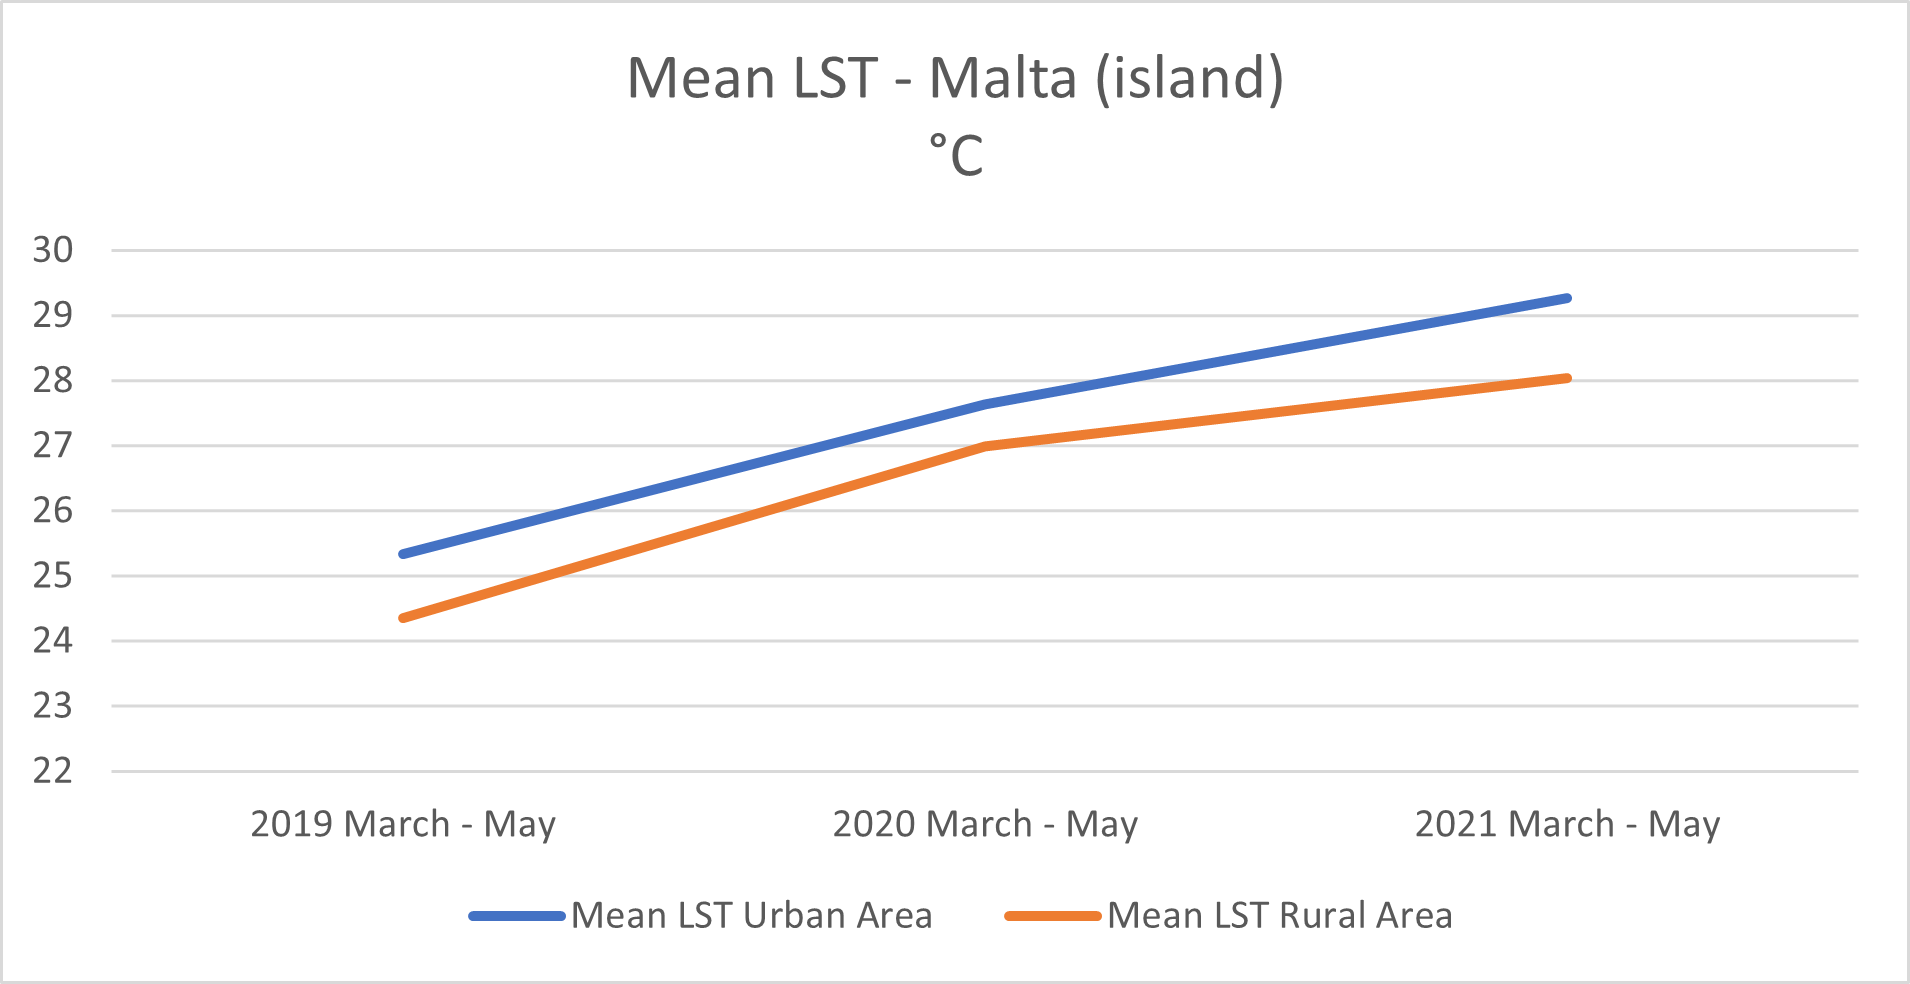 Mean LST - Malta (island)
°C
30
29
28
27
26
25
24
23
22
2019 March - May
2020 March - May
2021 March - May
Mean LST Urban Area
Mean LST Rural Area